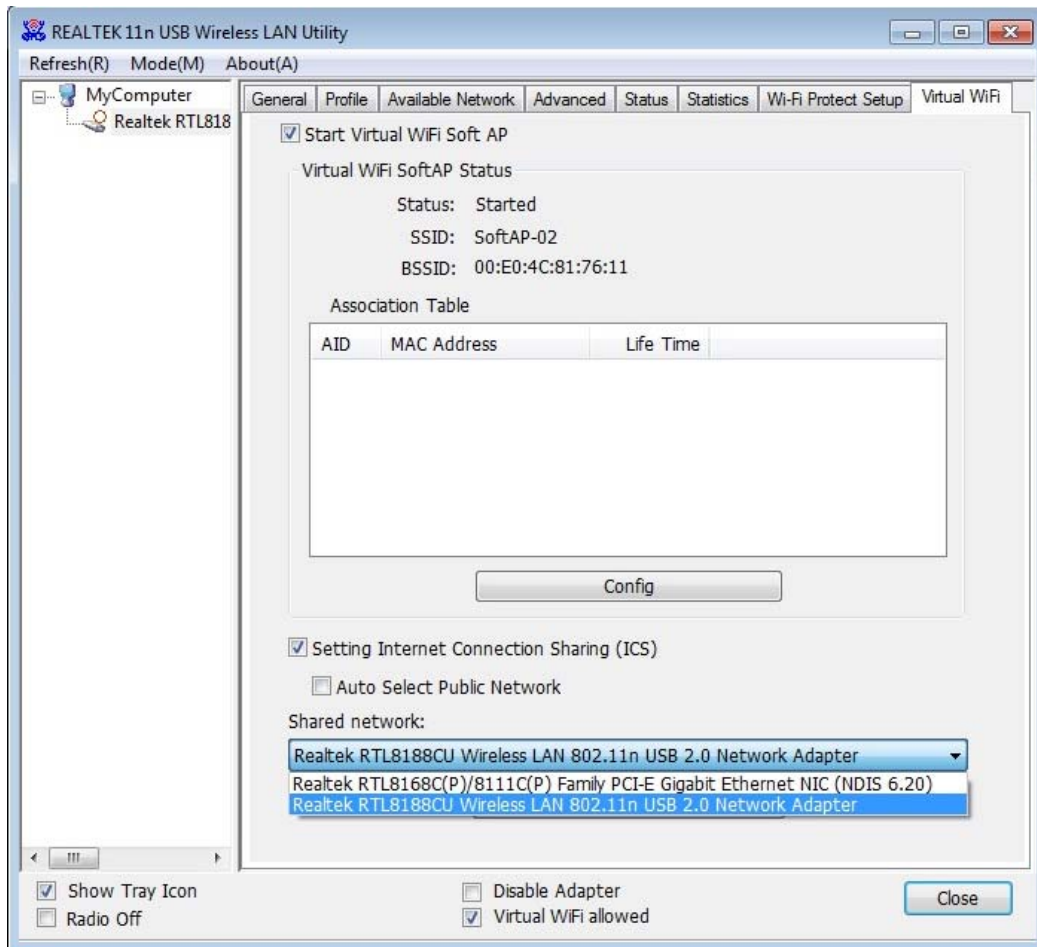 REALTEK 11n USB Wireless LAN Utility
Refresh(R) Mode(M) About(A)
MyComputer
Realtek RTL818
General Profile Available Network Advanced Status Statistics Wi-Fi Protect Setup Virtual WiFi
Start Virtual WiFi Soft AP
Virtual WiFi SoftAP Status
Status: Started
SSID: SoftAP-02
BSSID: 00:E0:4C:81:76:11
Association Table
AID MAC Address Life Time
Config
Setting Internet Connection Sharing (ICS)
Auto Select Public Network
Shared network:
Realtek RTL8188CU Wireless LAN 802.11n USB 2.0 Network Adapter
Realtek RTL8168C(P)/8111C(P) Family PCI-E Gigabit Ethernet NIC (NDIS 6.20)
Realtek RTL8188CU Wireless LAN 802.11n USB 2.0 Network Adapter
Show Tray Icon
Radio Off
Disable Adapter
Virtual WiFi allowed
Close